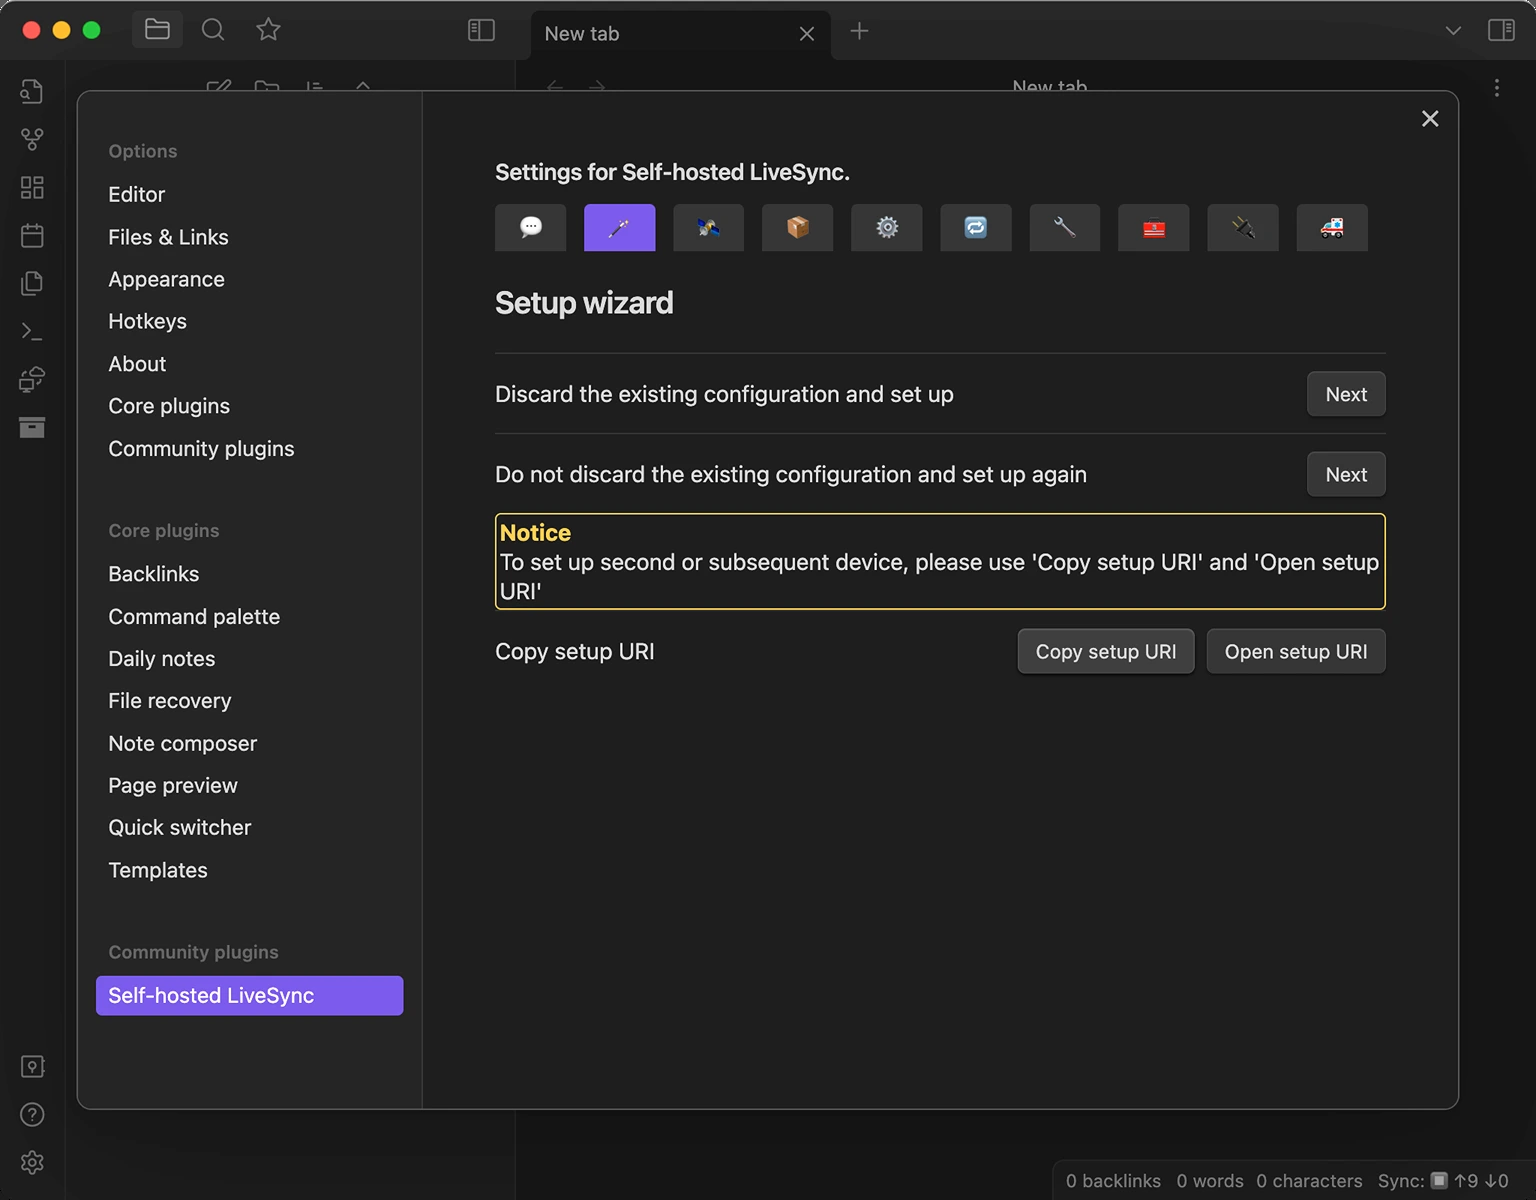 New tab
New tab
Options
Editor
Files & Links
Appearance
Hotkeys
About
Core plugins
Community plugins
Core plugins
Backlinks
Command palette
Daily notes
File recovery
Note composer
Page preview
Quick switcher
Templates
Community plugins
Self-hosted LiveSync
Settings for Self-hosted LiveSync.
Setup wizard
Discard the existing configuration and set up
Next
Do not discard the existing configuration and set up again
Next
Notice
To set up second or subsequent device, please use 'Copy setup URI' and 'Open setup
URI'
Copy setup URI
Copy setup URI
Open setup URI
0 backlinks 0 words 0 characters Sync: ⏹ ↑9 ↓0